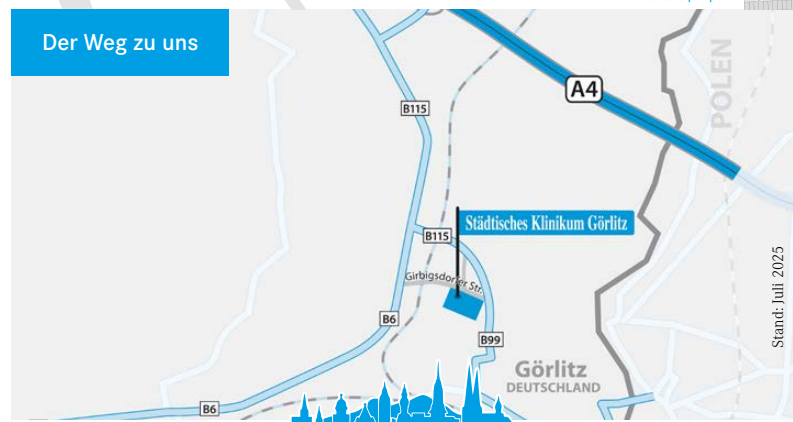 Der Weg zu uns
A4
POLEN
B115
Städtisches Klinikum Görlitz
B115
Girbigsdorfer Str.
B6
B99
Görlitz
DEUTSCHLAND
B6
Stand: Juli 2025